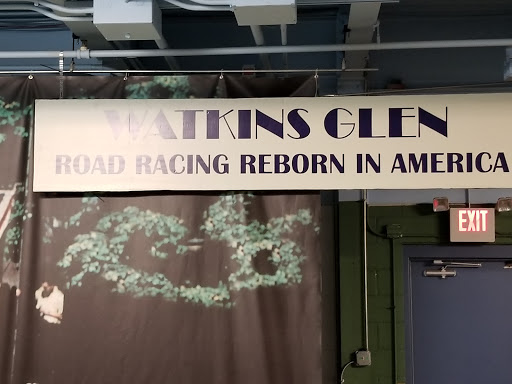 WATKINS GLEN
ROAD RACING REBORN IN AMERICA
EXIT